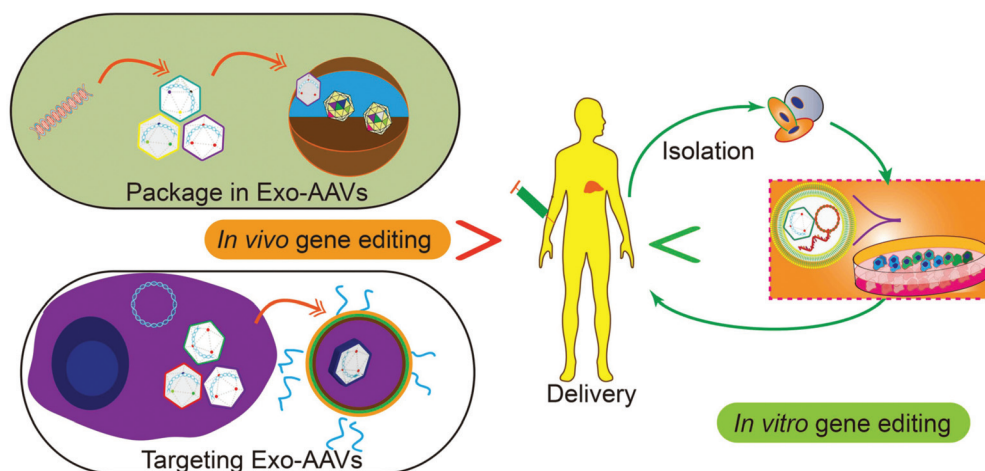 Package in Exo-AAVs
In vivo gene editing
Targeting Exo-AAVs
Isolation
Delivery
In vitro gene editing